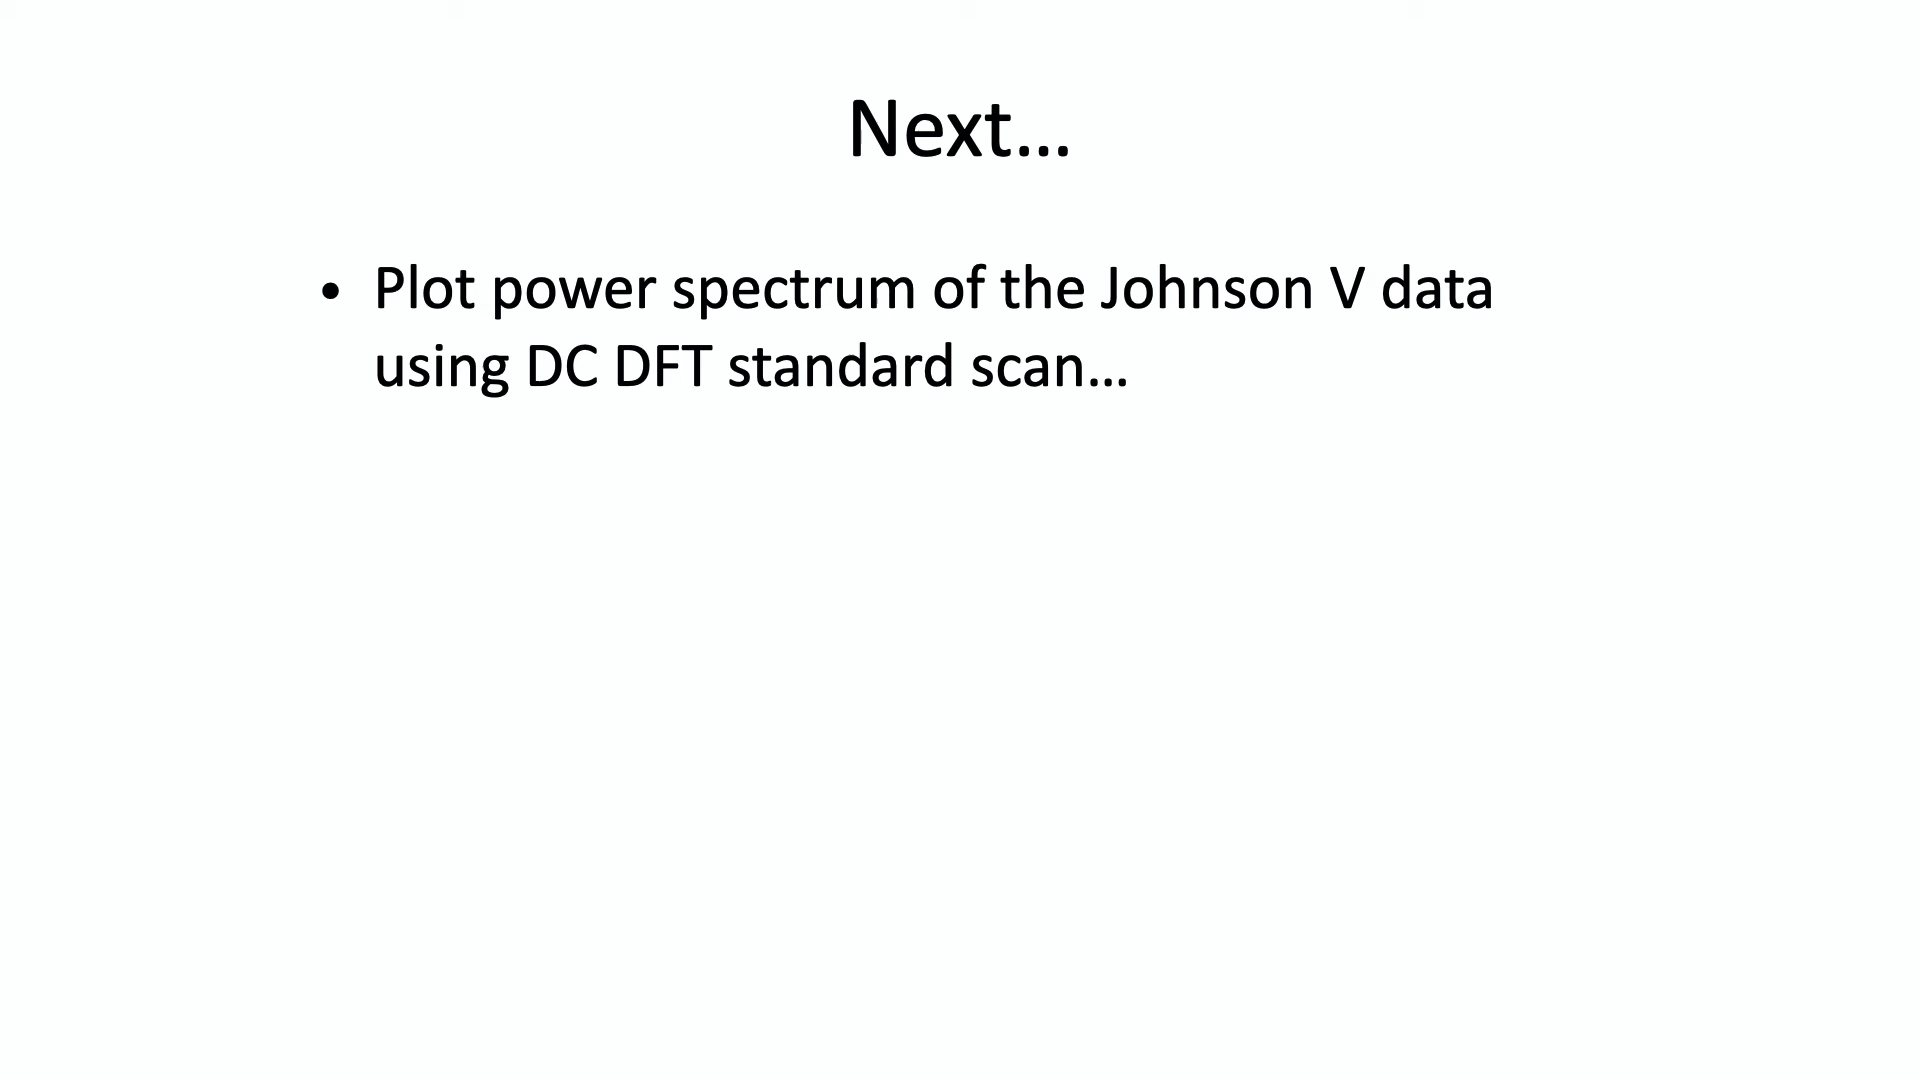 Next…
• Plot power spectrum of the Johnson V data
using DC DFT standard scan…